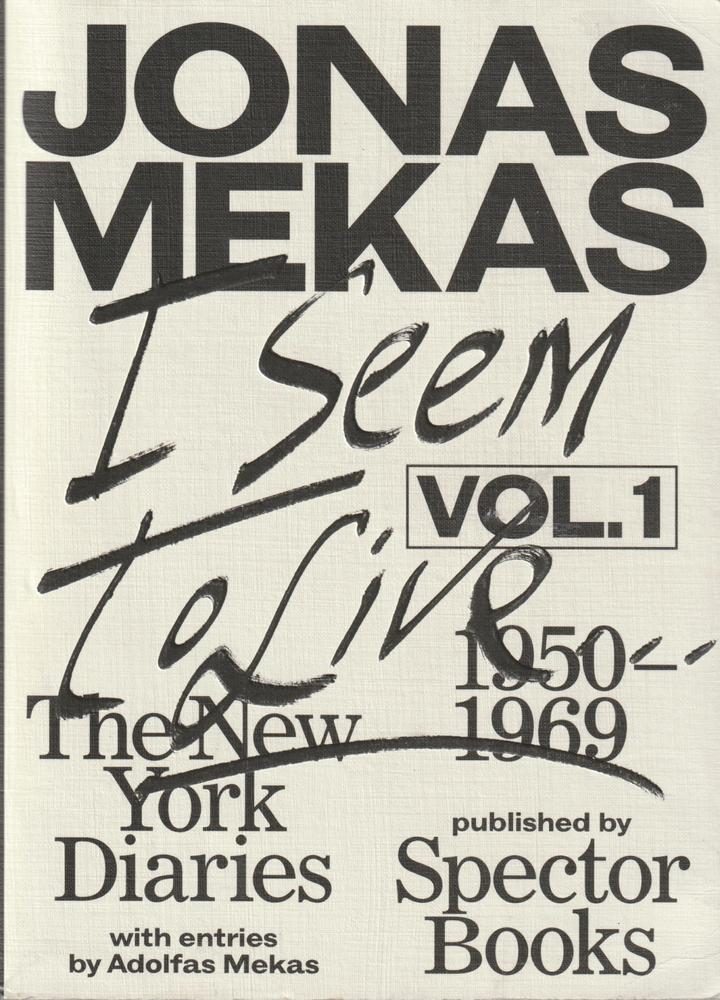 JONAS
MEKAS
I Seem
VOL. 1
To Live...
1950–
1969
The New
York
Diaries
with entries
by Adolfas Mekas
published by
Spector
Books